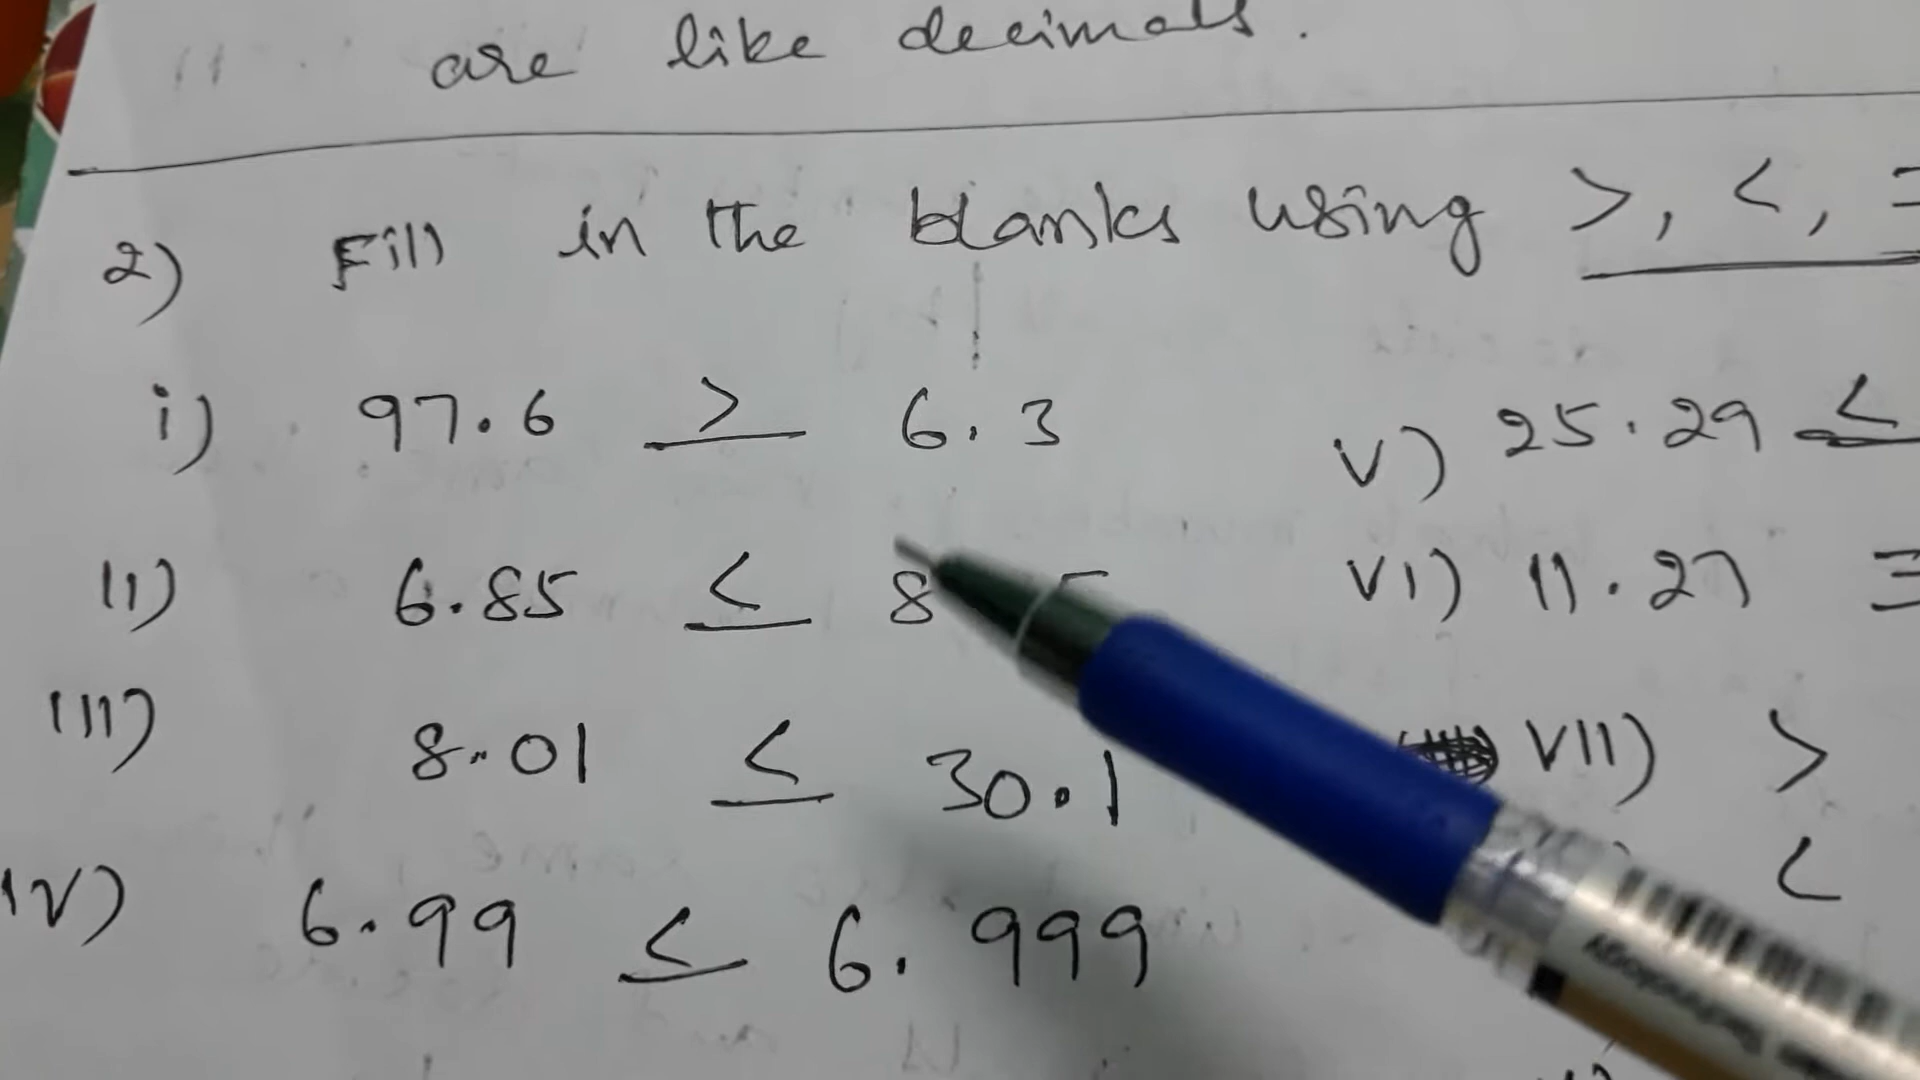 are like decimals.
2) Fill in the blanks using >, <, =
i) 97.6 > 6.3
II) 6.85 < 8
III) 8.01 < 30.1
IV) 6.99 < 6.999
V) 25.29 <
VI) 11.27 =
VII) >
<